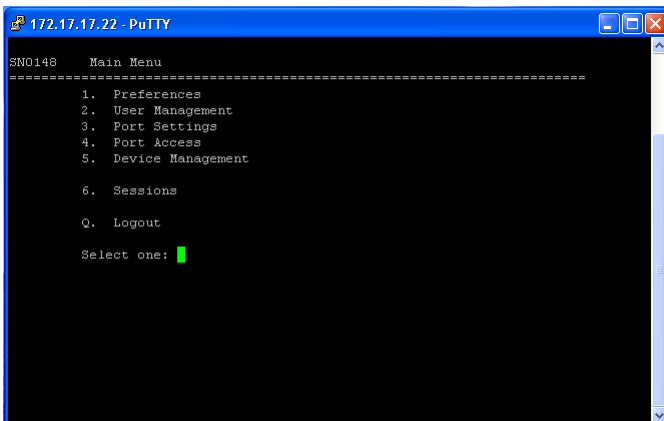 172.17.17.22 - PuTTY
SN0148 Main Menu
========================================================================
1. Preferences
2. User Management
3. Port Settings
4. Port Access
5. Device Management
6. Sessions
Q. Logout
Select one: